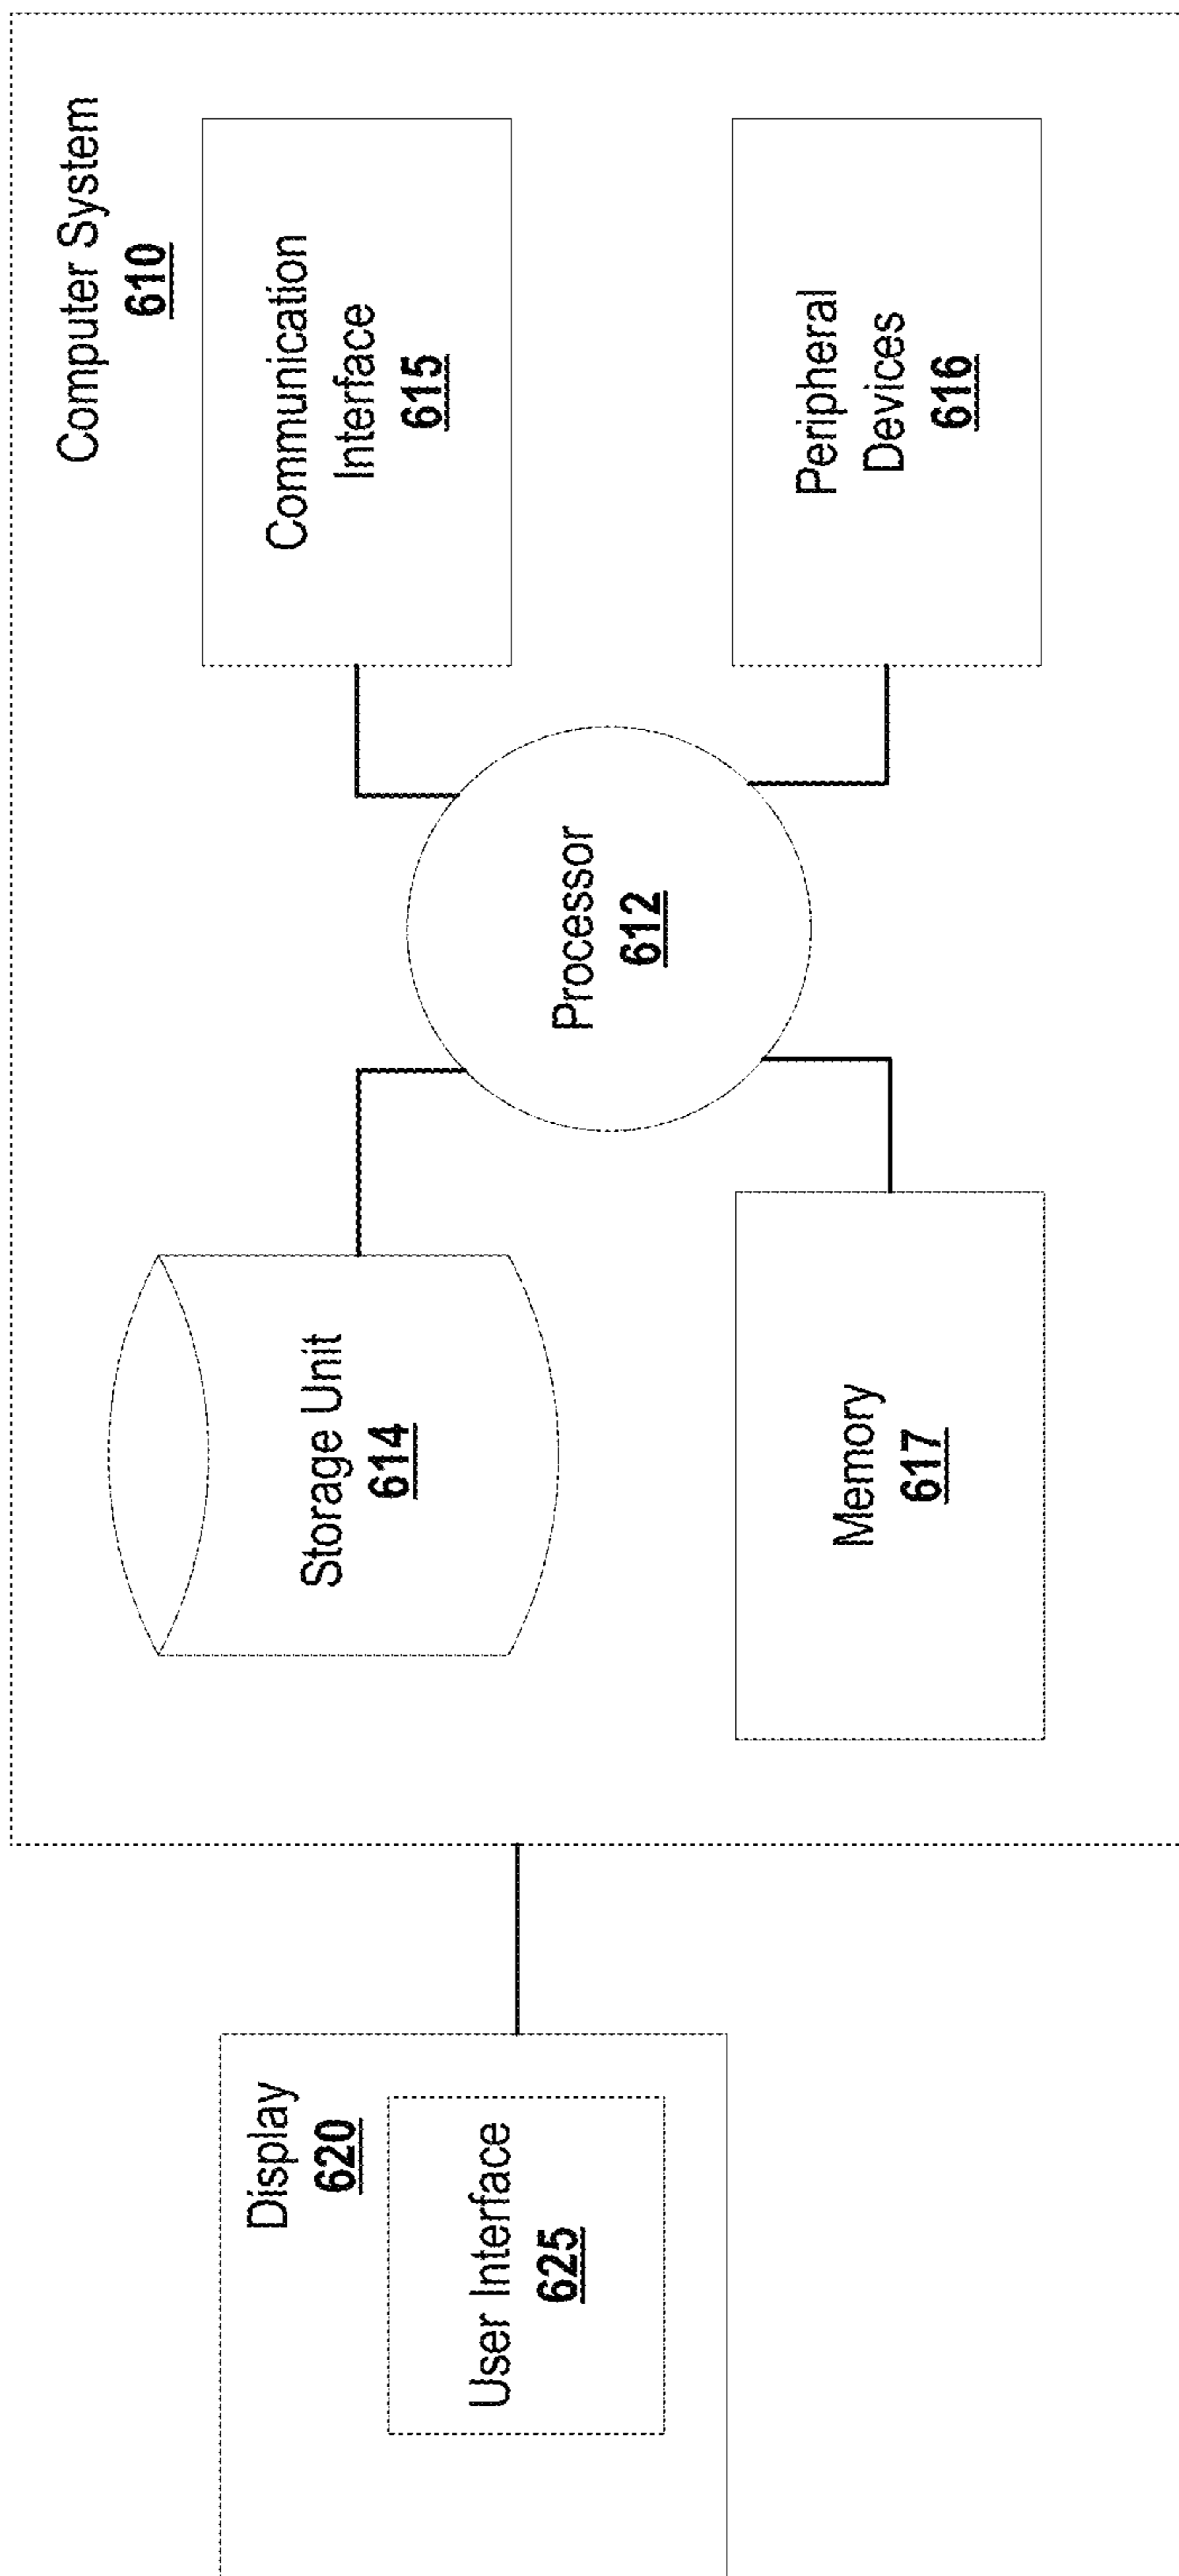 Computer System
610
Display
620
User Interface
625
Storage Unit
614
Communication
Interface
615
Processor
612
Memory
617
Peripheral
Devices
616